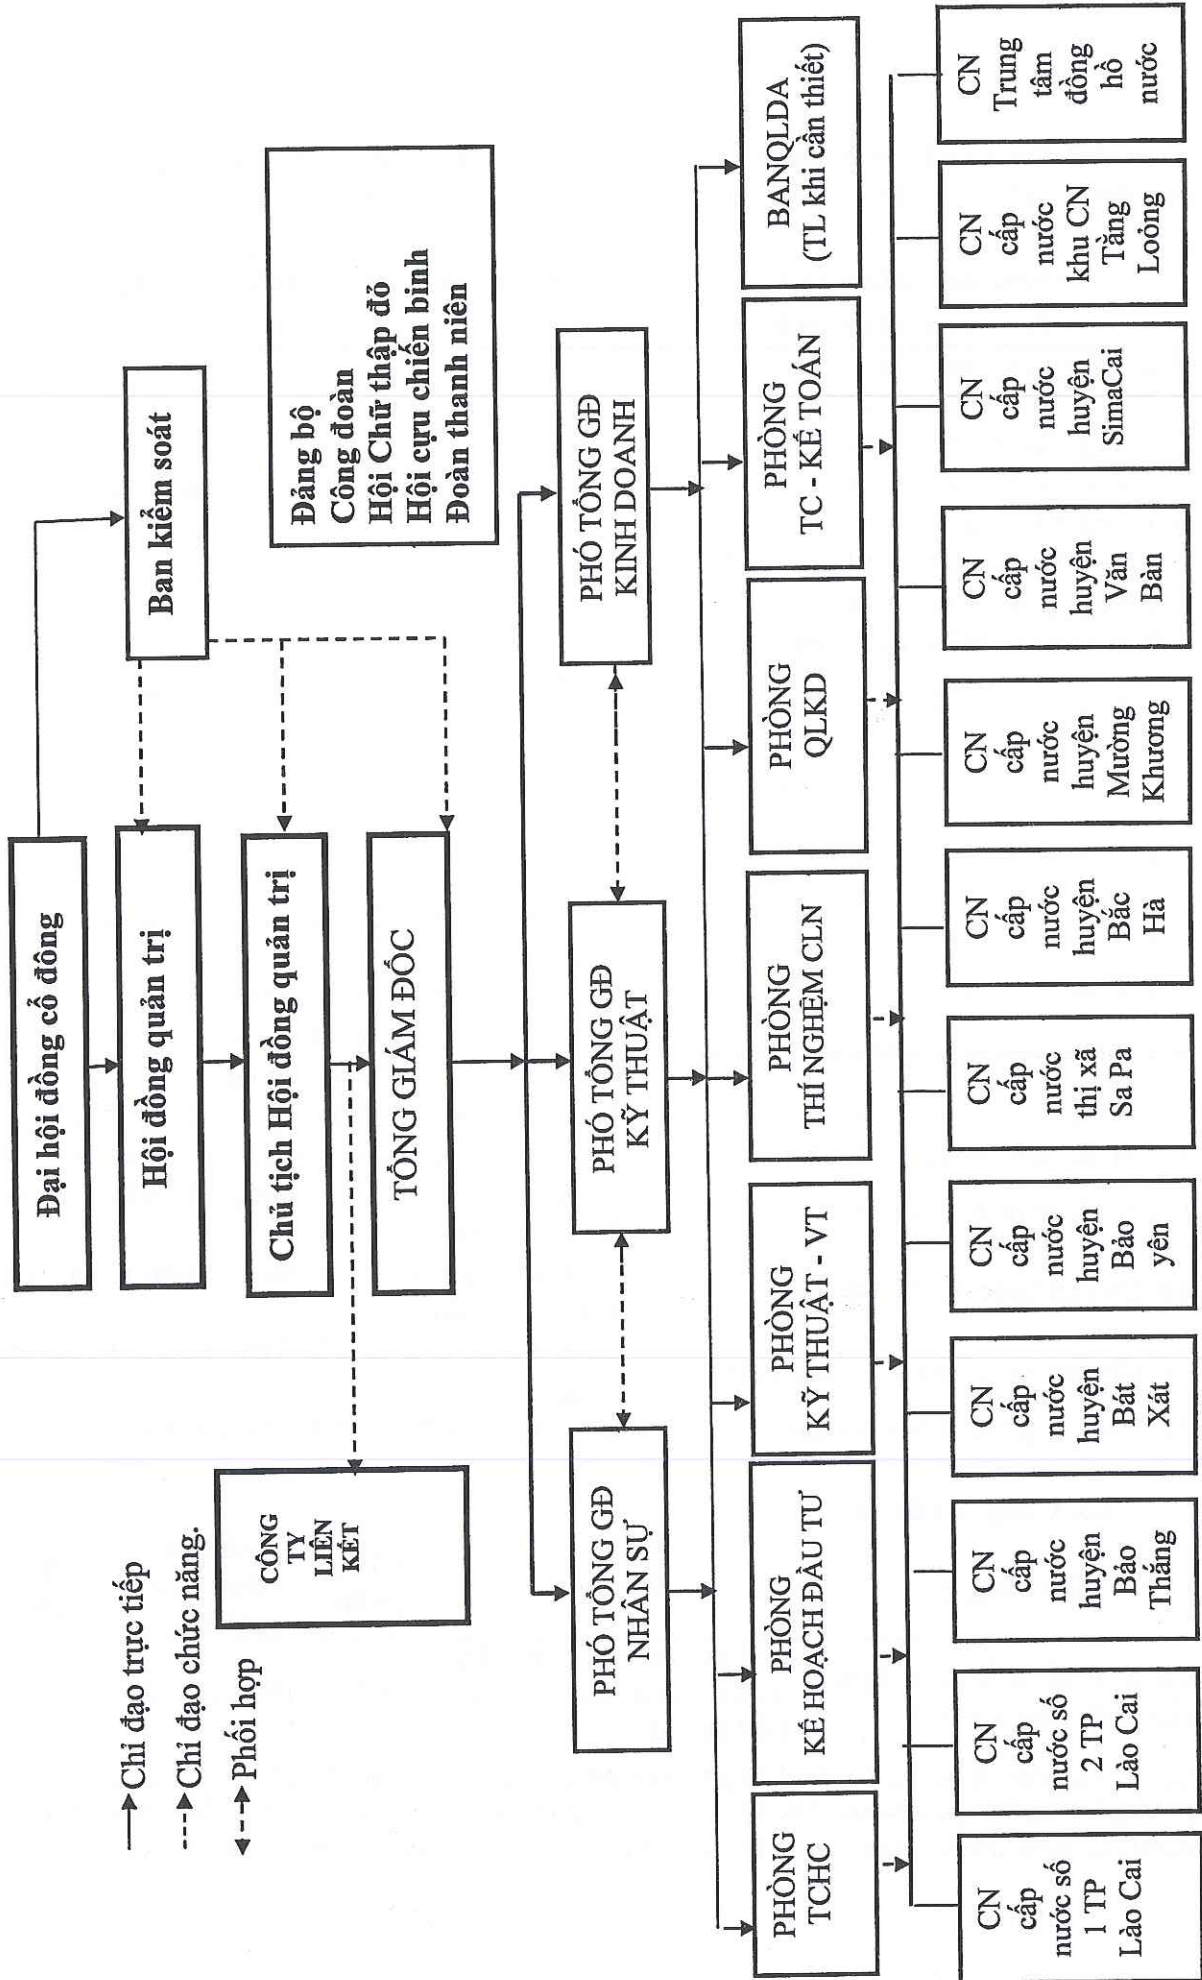 Chỉ đạo trực tiếp
Chỉ đạo chức năng.
Phối hợp
Đại hội đồng cổ đông
Hội đồng quản trị
Ban kiểm soát
Chủ tịch Hội đồng quản trị
TỔNG GIÁM ĐỐC
CÔNG
TY
LIÊN
KẾT
Đảng bộ
Công đoàn
Hội Chữ thập đỏ
Hội cựu chiến binh
Đoàn thanh niên
PHÓ TỔNG GĐ
NHÂN SỰ
PHÓ TỔNG GĐ
KỸ THUẬT
PHÓ TỔNG GĐ
KINH DOANH
PHÒNG
TCHC
PHÒNG
KẾ HOẠCH ĐẦU TƯ
PHÒNG
KỸ THUẬT - VT
PHÒNG
THÍ NGHỆM CLN
PHÒNG
QLKD
PHÒNG
TC - KẾ TOÁN
BANQLDA
(TL khi cần thiết)
CN
cấp
nước số
1 TP
Lào Cai
CN
cấp
nước số
2 TP
Lào Cai
CN
cấp
nước
huyện
Bảo
Thắng
CN
cấp
nước
huyện
Bát
Xát
CN
cấp
nước
huyện
Bảo
yên
CN
cấp
nước
thị xã
Sa Pa
CN
cấp
nước
huyện
Bắc
Hà
CN
cấp
nước
huyện
Mường
Khương
CN
cấp
nước
huyện
Văn
Bàn
CN
cấp
nước
huyện
SimaCai
CN
cấp
nước
khu CN
Tằng
Loỏng
CN
Trung
tâm
đồng
hồ
nước